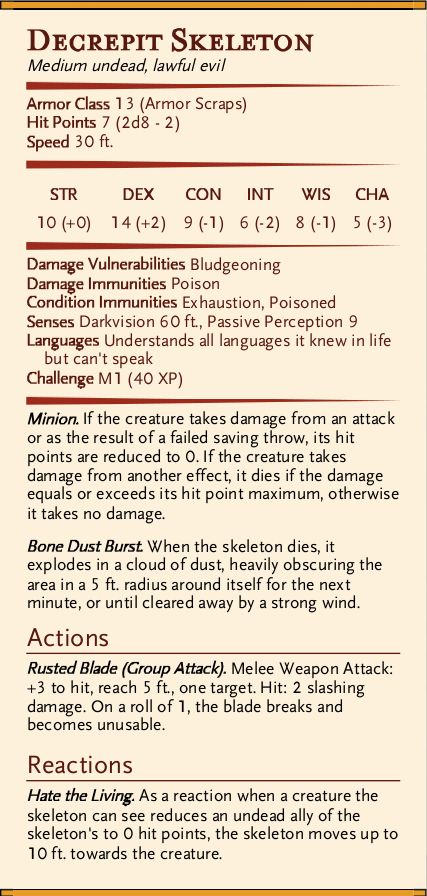 Decrepit Skeleton
Medium undead, lawful evil
Armor Class 13 (Armor Scraps)
Hit Points 7 (2d8 - 2)
Speed 30 ft.
STR DEX CON INT WIS CHA
10 (+0) 14 (+2) 9 (-1) 6 (-2) 8 (-1) 5 (-3)
Damage Vulnerabilities Bludgeoning
Damage Immunities Poison
Condition Immunities Exhaustion, Poisoned
Senses Darkvision 60 ft., Passive Perception 9
Languages Understands all languages it knew in life
but can't speak
Challenge M1 (40 XP)
Minion. If the creature takes damage from an attack
or as the result of a failed saving throw, its hit
points are reduced to 0. If the creature takes
damage from another effect, it dies if the damage
equals or exceeds its hit point maximum, otherwise
it takes no damage.
Bone Dust Burst. When the skeleton dies, it
explodes in a cloud of dust, heavily obscuring the
area in a 5 ft. radius around itself for the next
minute, or until cleared away by a strong wind.
Actions
Rusted Blade (Group Attack). Melee Weapon Attack:
+3 to hit, reach 5 ft., one target. Hit: 2 slashing
damage. On a roll of 1, the blade breaks and
becomes unusable.
Reactions
Hate the Living. As a reaction when a creature the
skeleton can see reduces an undead ally of the
skeleton's to 0 hit points, the skeleton moves up to
10 ft. towards the creature.